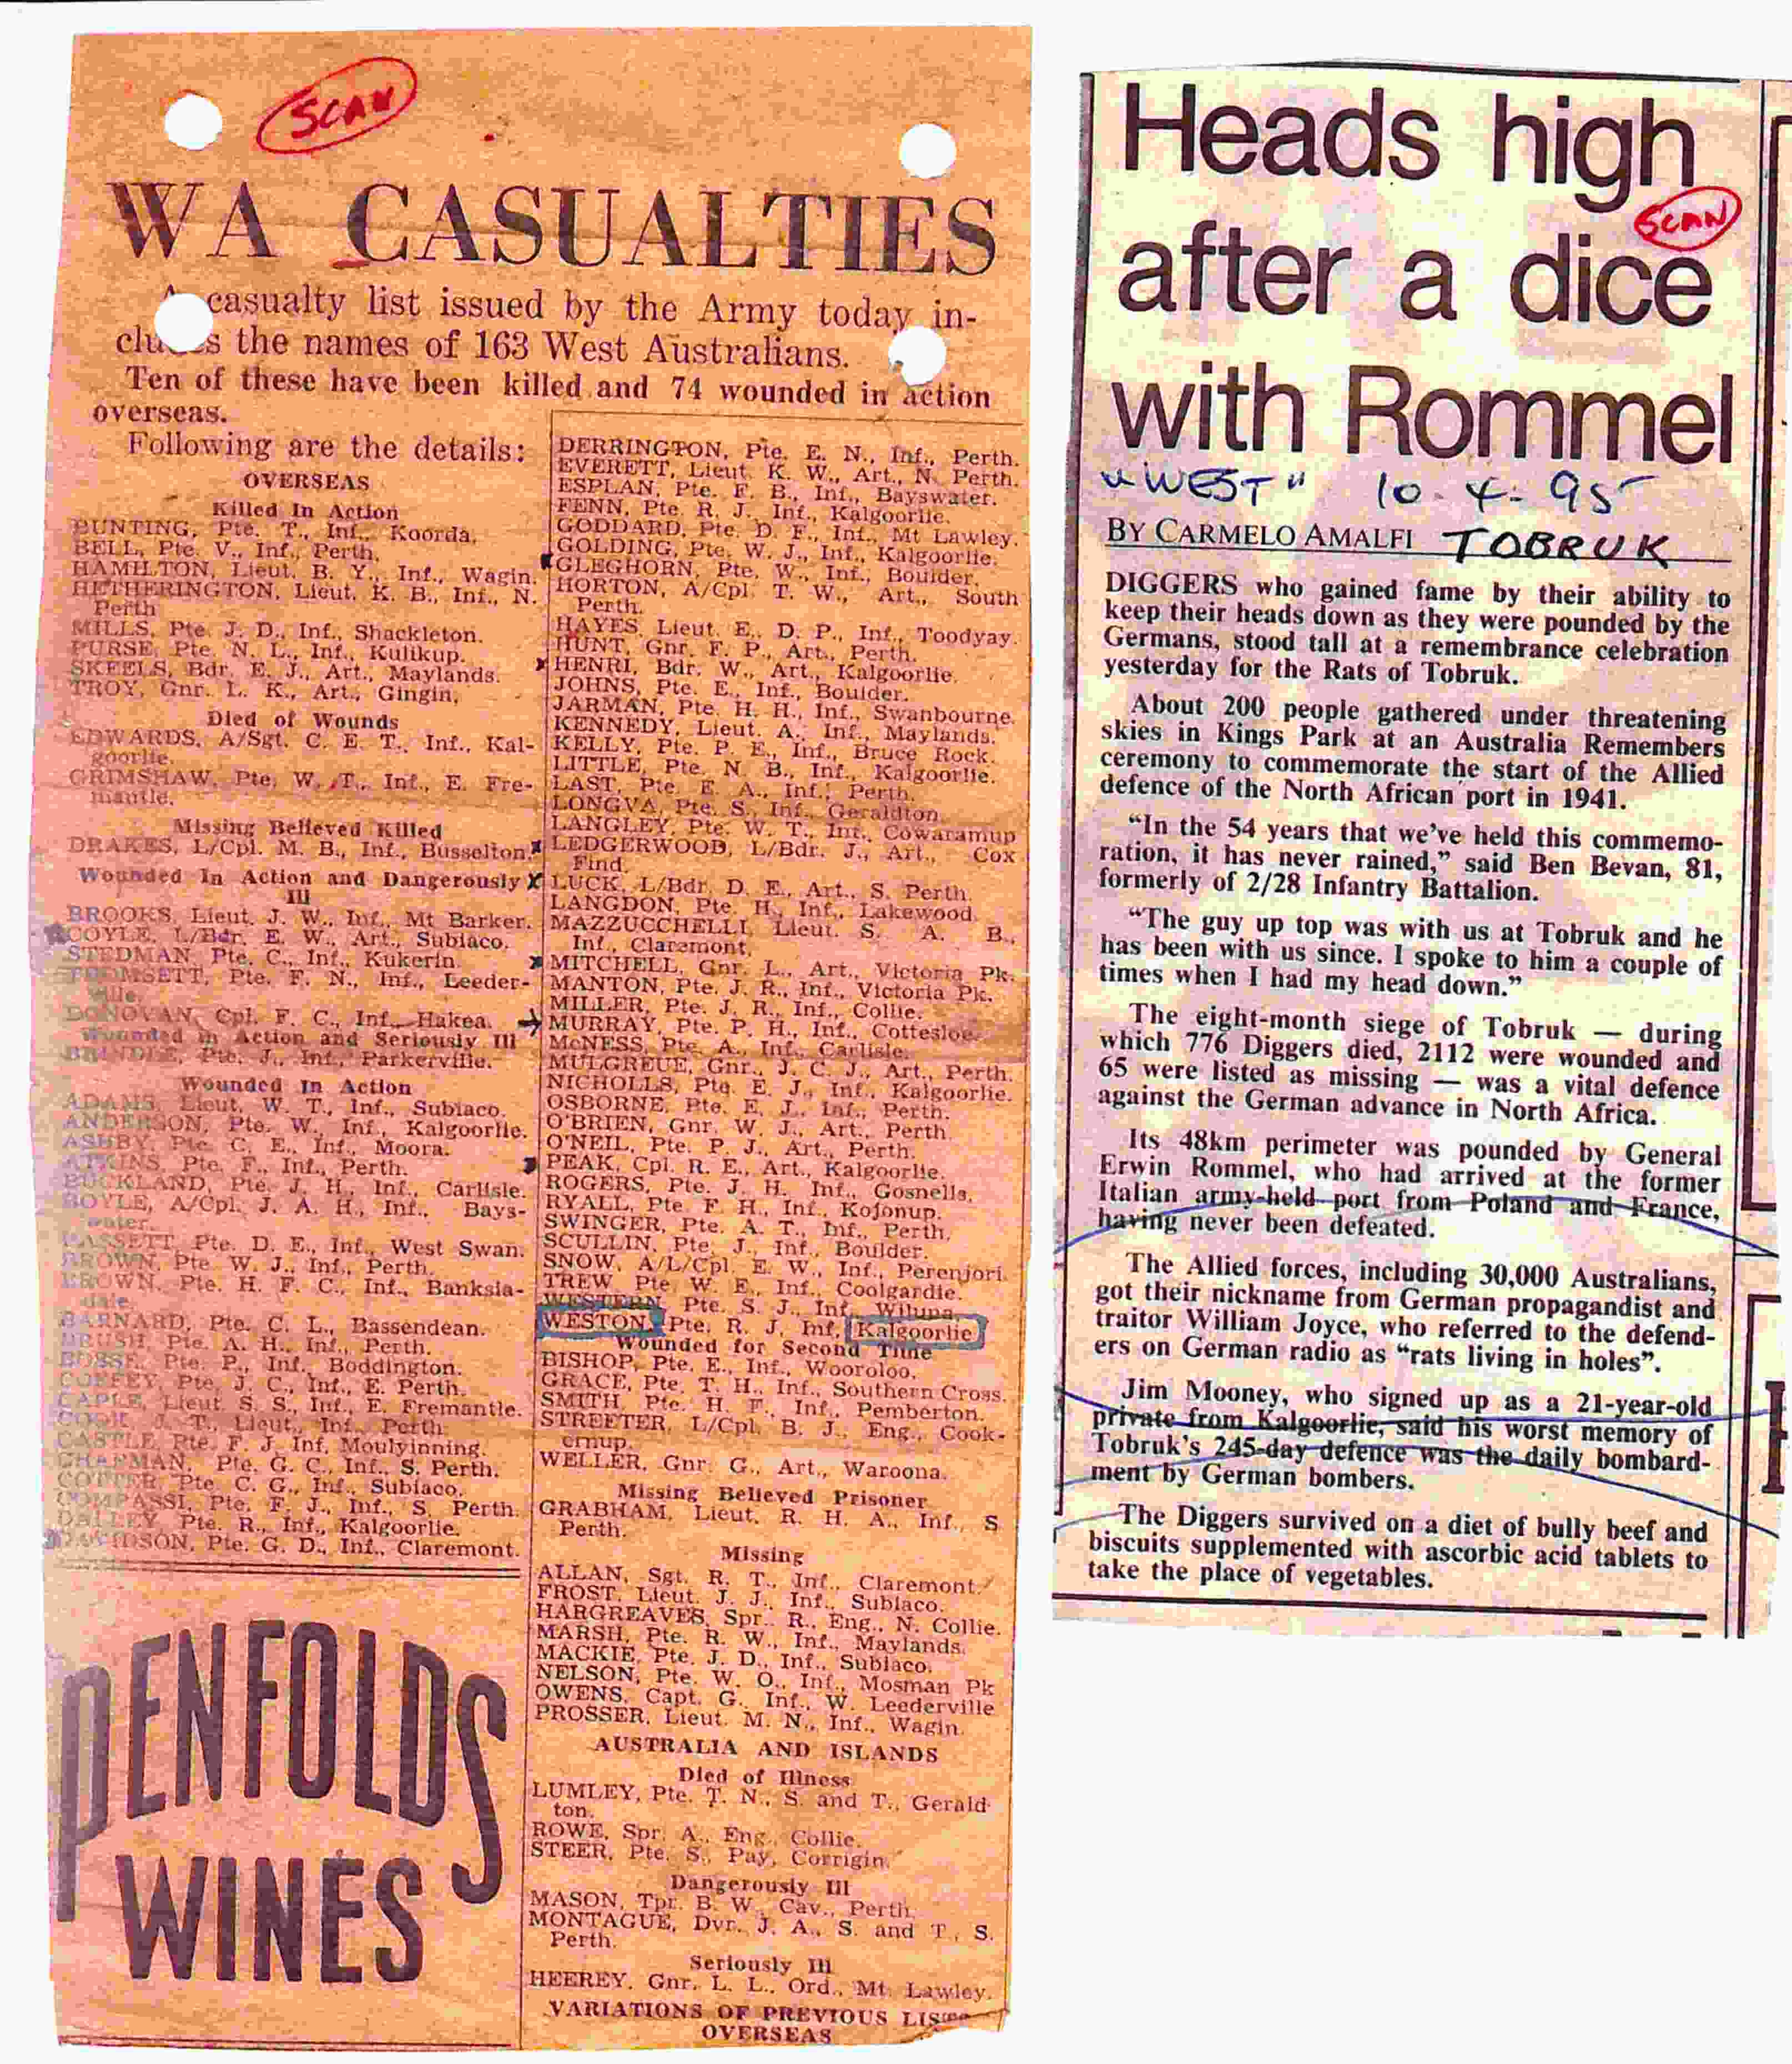 SCAN
WA CASUALTIES
A casualty list issued by the Army today in-
cludes the names of 163 West Australians.
Ten of these have been killed and 74 wounded in action
overseas.
Following are the details:
OVERSEAS
Killed In Action
BUNTING, Pte. T., Inf., Koorda.
BELL, Pte. V., Inf., Perth.
HAMILTON, Lieut. B. Y., Inf., Wagin.
HETHERINGTON, Lieut. K. B., Inf., N.
Perth
MILLS, Pte. J. D., Inf., Shackleton.
PURSE, Pte. N. L., Inf., Kulikup.
SKEELS, Bdr. E. J., Art., Maylands.
TROY, Gnr. L. K., Art., Gingin.
Died of Wounds
EDWARDS, A/Sgt. C. E. T., Inf., Kal-
goorlie.
GRIMSHAW, Pte. W. T., Inf., E. Fre-
mantle.
Missing Believed Killed
DRAKES, L/Cpl. M. B., Inf., Busselton.
Wounded In Action and Dangerously
Ill
BROOKS, Lieut. J. W., Inf., Mt Barker.
COYLE, L/Bdr. E. W., Art., Subiaco.
STEDMAN, Pte. C., Inf., Kukerin.
THOMSETT, Pte. F. N., Inf., Leeder-
ville.
DONOVAN, Cpl. F. C., Inf., Hakea.
Wounded In Action and Seriously Ill
BRINDLE, Pte. J., Inf., Parkerville.
Wounded In Action
ADAMS, Lieut. W. T., Inf., Subiaco.
ANDERSON, Pte. W., Inf., Kalgoorlie.
ASHBY, Pte. C. E., Inf., Moora.
ATKINS, Pte. F., Inf., Perth.
BUCKLAND, Pte. J. H., Inf., Carlisle.
BOYLE, A/Cpl. J. A. H., Inf., Bays-
water.
BASSETT, Pte. D. E., Inf., West Swan.
BROWN, Pte. W. J., Inf., Perth.
BROWN, Pte. H. F. C., Inf., Banksia-
dale.
BARNARD, Pte. C. L., Bassendean.
BRUSH, Pte. A. H., Inf., Perth.
BOSSE, Pte. P., Inf., Boddington.
COFFEY, Pte. J. C., Inf., E. Perth.
CAPLE, Lieut. S. S., Inf., E. Fremantle.
COOK, J. T., Lieut., Inf., Perth
CASTLE, Pte. F. J. Inf. Moulyinning.
CHAPMAN, Pte. G. C., Inf., S. Perth.
COTTER, Pte C. G., Inf., Subiaco.
COMPASSI, Pte. F. J., Inf., S. Perth.
DALLEY, Pte. R., Inf., Kalgoorlie.
DAVIDSON, Pte. G. D., Inf., Claremont.
PENFOLDS
WINES
DERRINGTON, Pte. E. N., Inf., Perth.
EVERETT, Lieut. K. W., Art., N. Perth.
ESPLAN, Pte. F. B., Inf., Bayswater.
FENN, Pte. R. J., Inf., Kalgoorlie.
GODDARD, Pte. D. F., Inf., Mt Lawley.
GOLDING, Pte. W. J., Inf., Kalgoorlie.
GLEGHORN, Pte. W., Inf., Boulder.
HORTON, A/Cpl. T. W., Art., South
Perth.
HAYES, Lieut. E. D. P., Inf., Toodyay.
HUNT, Gnr. F. P., Art., Perth.
HENRI, Bdr. W., Art., Kalgoorlie.
JOHNS, Pte. E., Inf., Boulder.
JARMAN, Pte. H. H., Inf., Swanbourne.
KENNEDY, Lieut. A., Inf., Maylands.
KELLY, Pte. P. E., Inf., Bruce Rock.
LITTLE, Pte. N. B., Inf., Kalgoorlie.
LAST, Pte. E. A., Inf., Perth.
LONGVA, Pte. S., Inf., Geraldton.
LANGLEY, Pte. W. T., Inf., Cowaramup
LEDGERWOOD, L/Bdr. J., Art., Cox
Find.
LUCK, L/Bdr. D. E., Art., S. Perth.
LANGDON, Pte. H., Inf., Lakewood.
MAZZUCCHELLI, Lieut. S. A. B.,
Inf., Claremont.
MITCHELL, Gnr. L., Art., Victoria Pk.
MANTON, Pte. J. R., Inf., Victoria Pk.
MILLER, Pte. J. R., Inf., Collie.
MURRAY, Pte. P. H., Inf., Cottesloe.
McNESS, Pte. A., Inf., Carlisle.
MULGREUE, Gnr., J. C. J., Art., Perth.
NICHOLLS, Pte. E. J., Inf., Kalgoorlie.
OSBORNE, Pte. E. J., Inf., Perth.
O'BRIEN, Gnr. W. J., Art., Perth.
O'NEIL, Pte. P. J., Art., Perth.
PEAK, Cpl. R. E., Art., Kalgoorlie.
ROGERS, Pte. J. H., Inf., Gosnells.
RYALL, Pte. F. H., Inf., Kojonup.
SWINGER, Pte. A. T., Inf., Perth.
SCULLIN, Pte. J., Inf., Boulder.
SNOW, A/L/Cpl. E. W., Inf., Perenjori.
TREW, Pte. W. E., Inf., Coolgardie.
WESTERN, Pte. S. J., Inf., Wiluna.
WESTON, Pte. R. J. Inf. Kalgoorlie
Wounded for Second Time
BISHOP, Pte. E., Inf., Wooroloo.
GRACE, Pte. T. H., Inf., Southern Cross.
SMITH, Pte. H. F., Inf., Pemberton.
STREETER, L/Cpl. B. J., Eng., Cook-
ernup.
WELLER, Gnr. G., Art., Waroona.
Missing Believed Prisoner
GRABHAM, Lieut. R. H. A., Inf., S
Perth.
Missing
ALLAN, Sgt. R. T., Inf., Claremont.
FROST, Lieut. J. J., Inf., Subiaco.
HARGREAVES, Spr. R., Eng., N. Collie.
MARSH, Pte. R. W., Inf., Maylands.
MACKIE, Pte. J. D., Inf., Subiaco.
NELSON, Pte. W. O., Inf., Mosman Pk
OWENS, Capt. G., Inf., W. Leederville
PROSSER, Lieut. M. N., Inf., Wagin.
AUSTRALIA AND ISLANDS
Died of Illness
LUMLEY, Pte. T. N., S. and T., Gerald-
ton.
ROWE, Spr. A., Eng., Collie.
STEER, Pte. S., Pay, Corrigin.
Dangerously Ill
MASON, Tpr. B. W., Cav., Perth.
MONTAGUE, Dvr. J. A., S. and T., S.
Perth.
Seriously Ill
HEEREY, Gnr. L. L., Ord., Mt. Lawley.
VARIATIONS OF PREVIOUS LISTS
OVERSEAS
Heads high
after a dice
with Rommel
SCAN
"WEST" 10-4-95
BY CARMELO AMALFI TOBRUK
DIGGERS who gained fame by their ability to
keep their heads down as they were pounded by the
Germans, stood tall at a remembrance celebration
yesterday for the Rats of Tobruk.
About 200 people gathered under threatening
skies in Kings Park at an Australia Remembers
ceremony to commemorate the start of the Allied
defence of the North African port in 1941.
"In the 54 years that we've held this commemo-
ration, it has never rained," said Ben Bevan, 81,
formerly of 2/28 Infantry Battalion.
"The guy up top was with us at Tobruk and he
has been with us since. I spoke to him a couple of
times when I had my head down."
The eight-month siege of Tobruk — during
which 776 Diggers died, 2112 were wounded and
65 were listed as missing — was a vital defence
against the German advance in North Africa.
Its 48km perimeter was pounded by General
Erwin Rommel, who had arrived at the former
Italian army-held port from Poland and France,
having never been defeated.
The Allied forces, including 30,000 Australians,
got their nickname from German propagandist and
traitor William Joyce, who referred to the defend-
ers on German radio as "rats living in holes".
Jim Mooney, who signed up as a 21-year-old
private from Kalgoorlie, said his worst memory of
Tobruk's 245-day defence was the daily bombard-
ment by German bombers.
The Diggers survived on a diet of bully beef and
biscuits supplemented with ascorbic acid tablets to
take the place of vegetables.